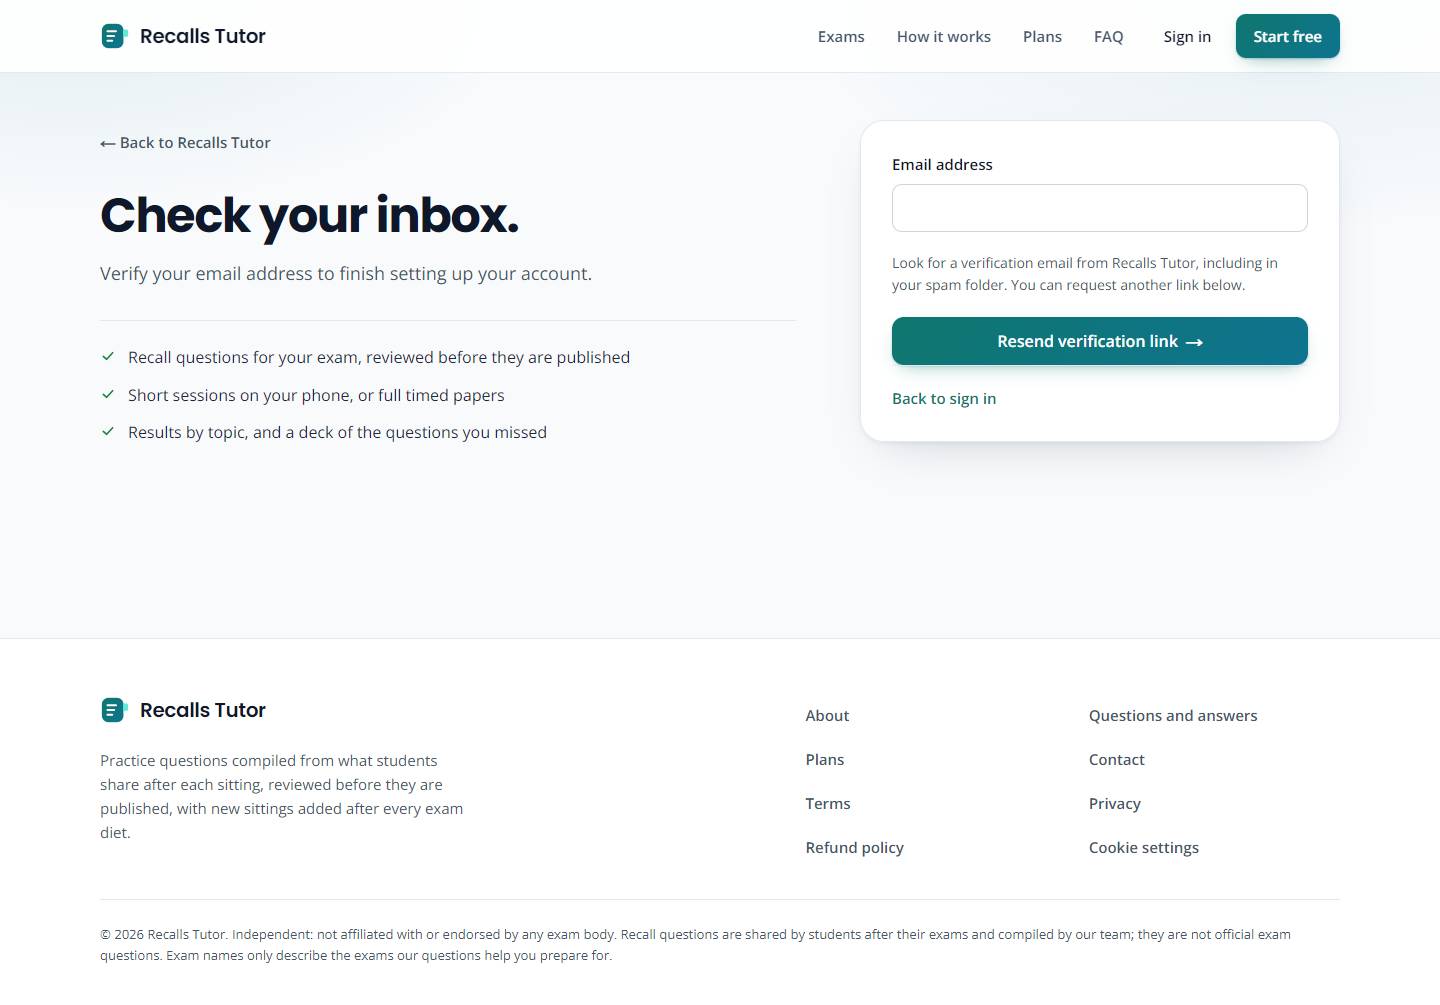 Recalls Tutor
Exams
How it works
Plans
FAQ
Sign in
Start free
← Back to Recalls Tutor
Check your inbox.
Verify your email address to finish setting up your account.
Recall questions for your exam, reviewed before they are published
Short sessions on your phone, or full timed papers
Results by topic, and a deck of the questions you missed
Email address
Look for a verification email from Recalls Tutor, including in
your spam folder. You can request another link below.
Resend verification link →
Back to sign in
Recalls Tutor
Practice questions compiled from what students
share after each sitting, reviewed before they are
published, with new sittings added after every exam
diet.
About
Plans
Terms
Refund policy
Questions and answers
Contact
Privacy
Cookie settings
© 2026 Recalls Tutor. Independent: not affiliated with or endorsed by any exam body. Recall questions are shared by students after their exams and compiled by our team; they are not official exam
questions. Exam names only describe the exams our questions help you prepare for.